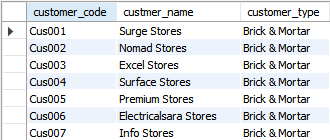 customer_code custmer_name customer_type
Cus001 Surge Stores Brick & Mortar
Cus002 Nomad Stores Brick & Mortar
Cus003 Excel Stores Brick & Mortar
Cus004 Surface Stores Brick & Mortar
Cus005 Premium Stores Brick & Mortar
Cus006 Electricalsara Stores Brick & Mortar
Cus007 Info Stores Brick & Mortar